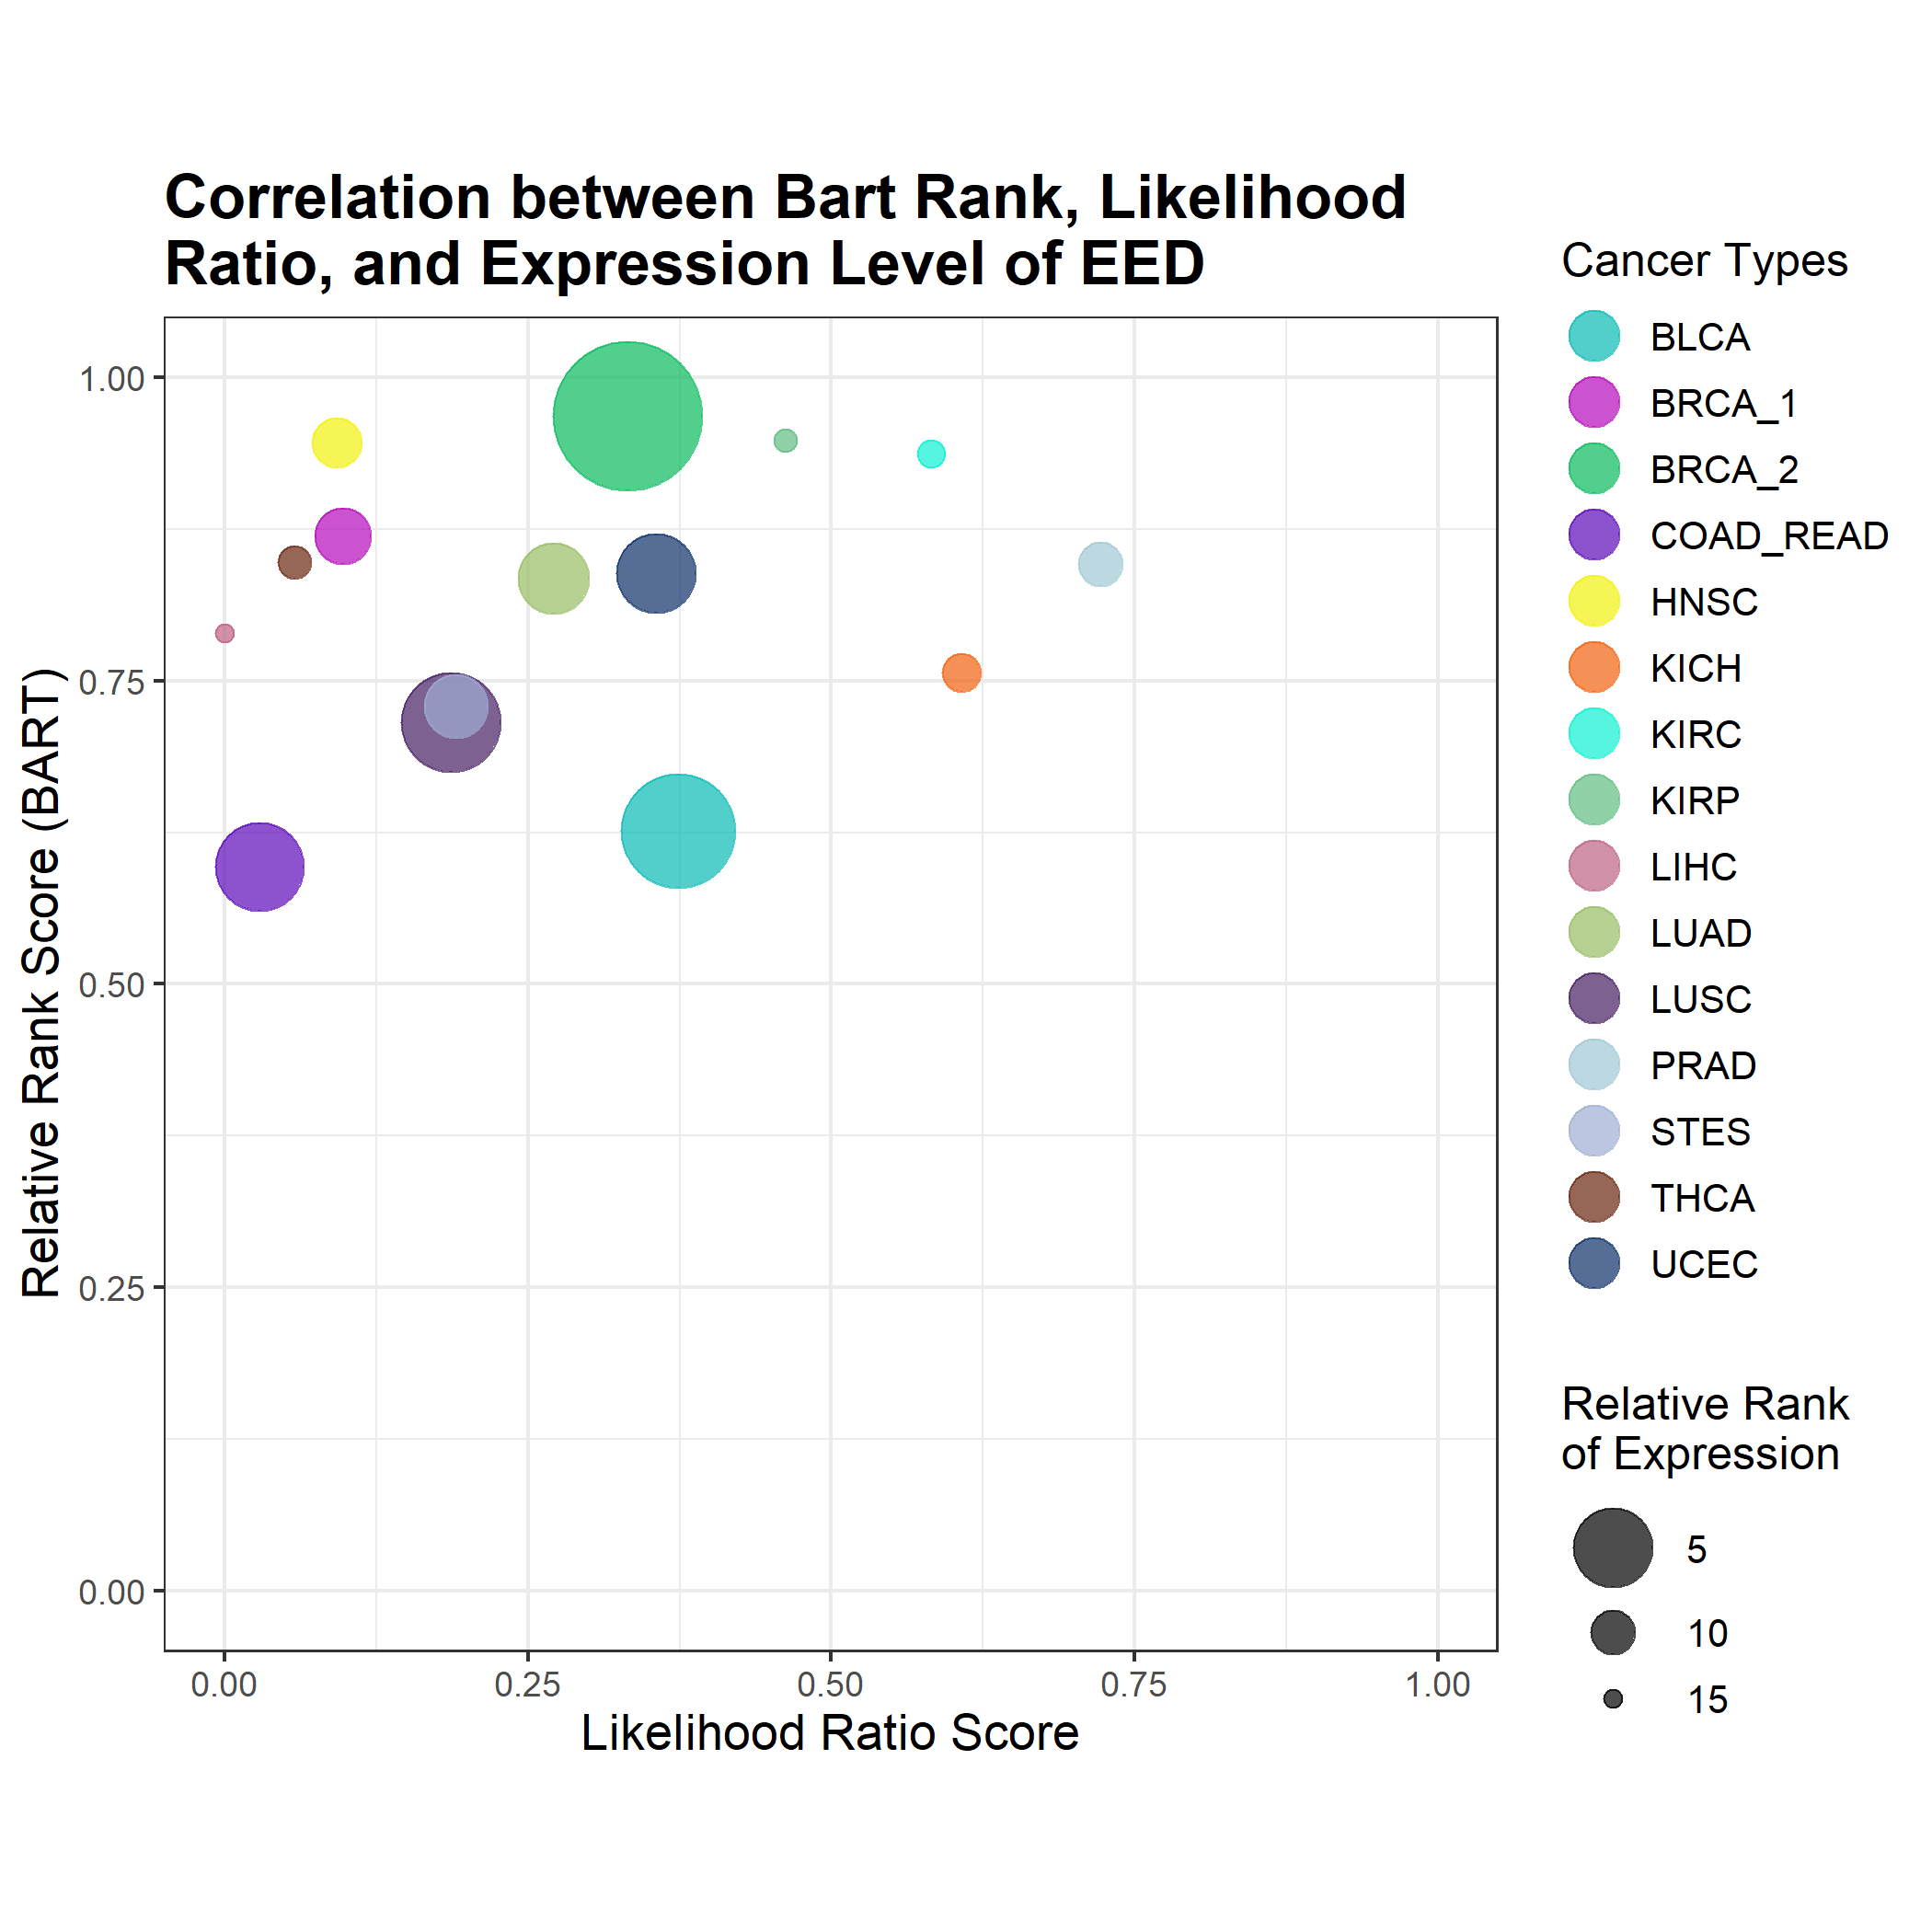 Correlation between Bart Rank, Likelihood
Ratio, and Expression Level of EED
Relative Rank Score (BART)
1.00
0.75
0.50
0.25
0.00
0.00
0.25
0.50
0.75
1.00
Likelihood Ratio Score
Cancer Types
BLCA
BRCA_1
BRCA_2
COAD_READ
HNSC
KICH
KIRC
KIRP
LIHC
LUAD
LUSC
PRAD
STES
THCA
UCEC
Relative Rank
of Expression
5
10
15